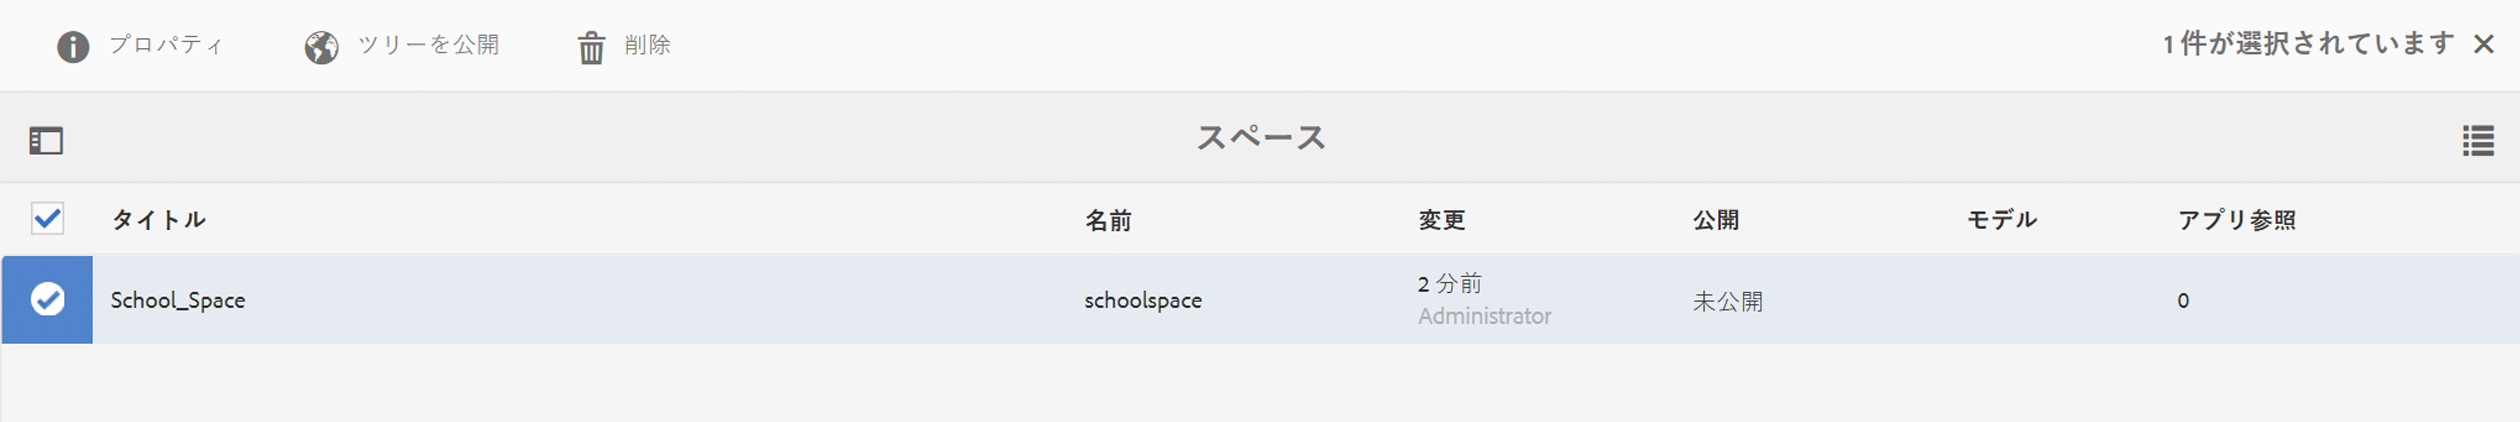 プロパティ ツリーを公開 削除 1 件が選択されています
スペース
タイトル 名前 変更 公開 モデル アプリ参照
School_Space schoolspace 2 分前 未公開 0
Administrator